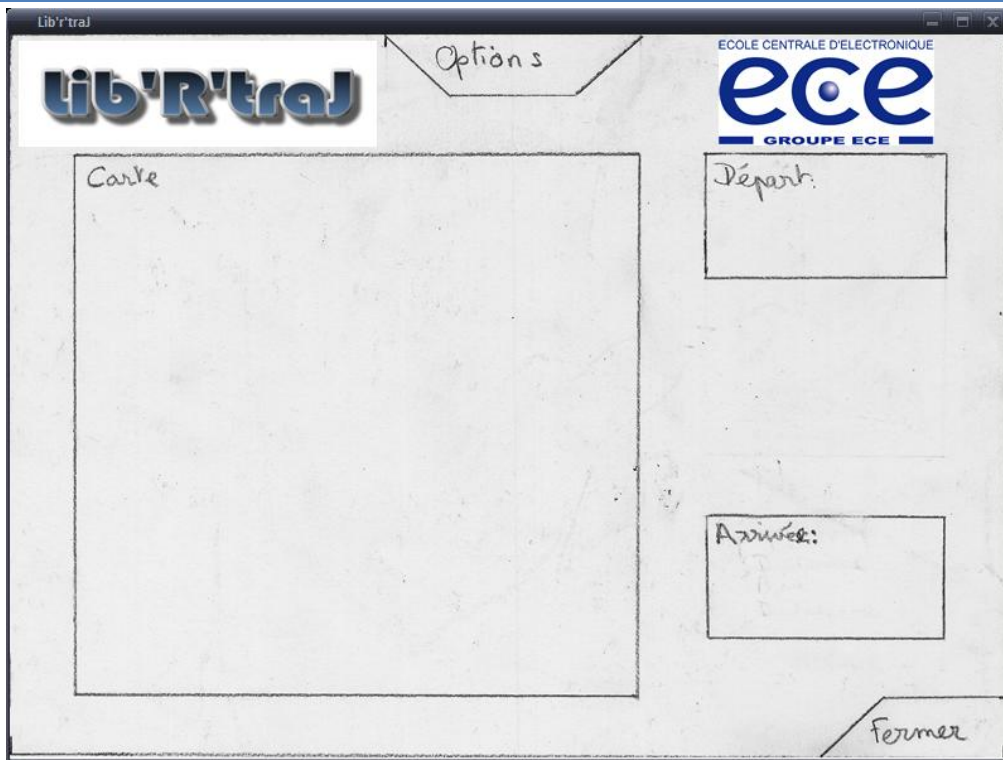 Lib'r'traJ
Lib'R'traJ
Options
ECOLE CENTRALE D'ELECTRONIQUE
ece
GROUPE ECE
Carte
Départ:
Arrivée:
Fermer